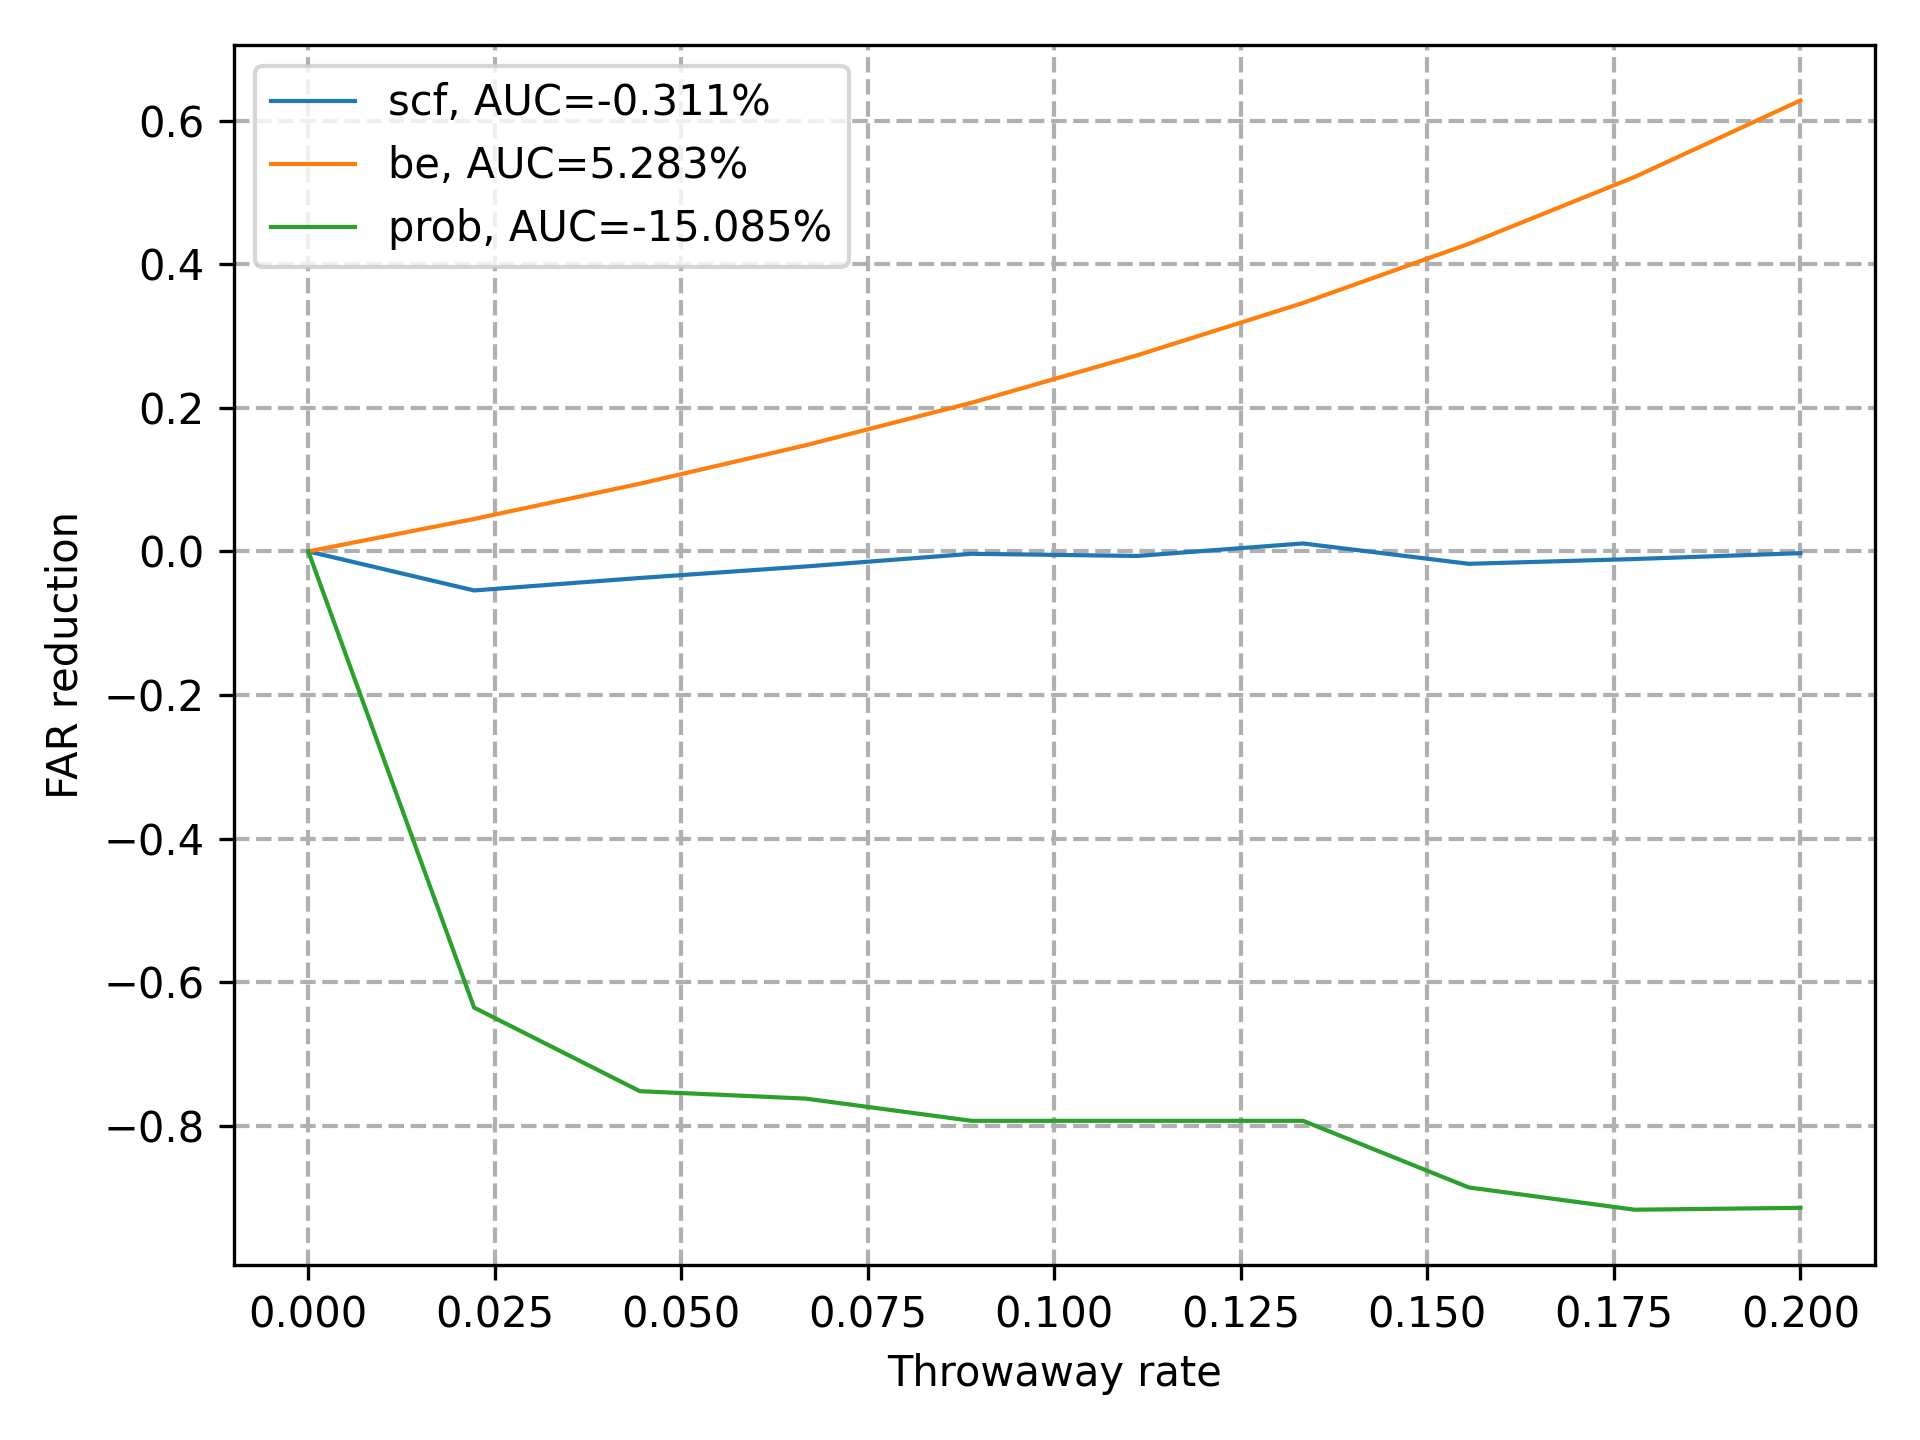 scf, AUC=-0.311%
be, AUC=5.283%
prob, AUC=-15.085%
0.6
0.4
0.2
0.0
−0.2
−0.4
−0.6
−0.8
FAR reduction
0.000 0.025 0.050 0.075 0.100 0.125 0.150 0.175 0.200
Throwaway rate